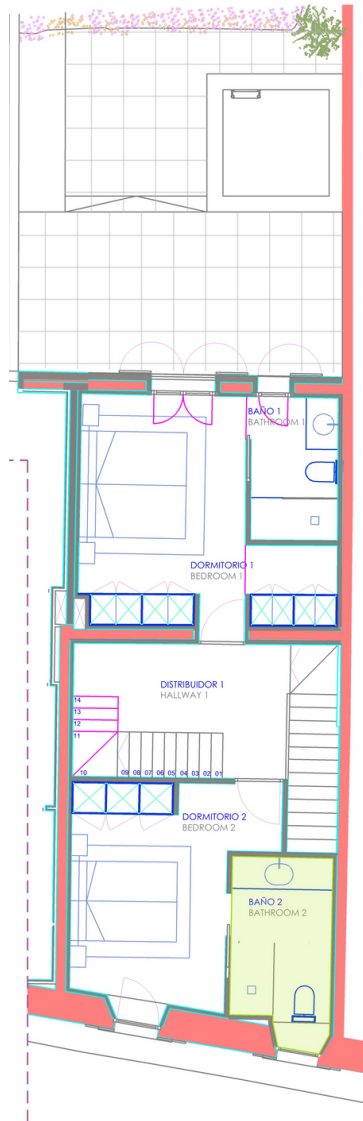 BAÑO 1
BATHROOM 1
DORMITORIO 1
BEDROOM 1
DISTRIBUIDOR 1
HALLWAY 1
14
13
12
11
10
09 08 07 06 05 04 03 02 01
DORMITORIO 2
BEDROOM 2
BAÑO 2
BATHROOM 2